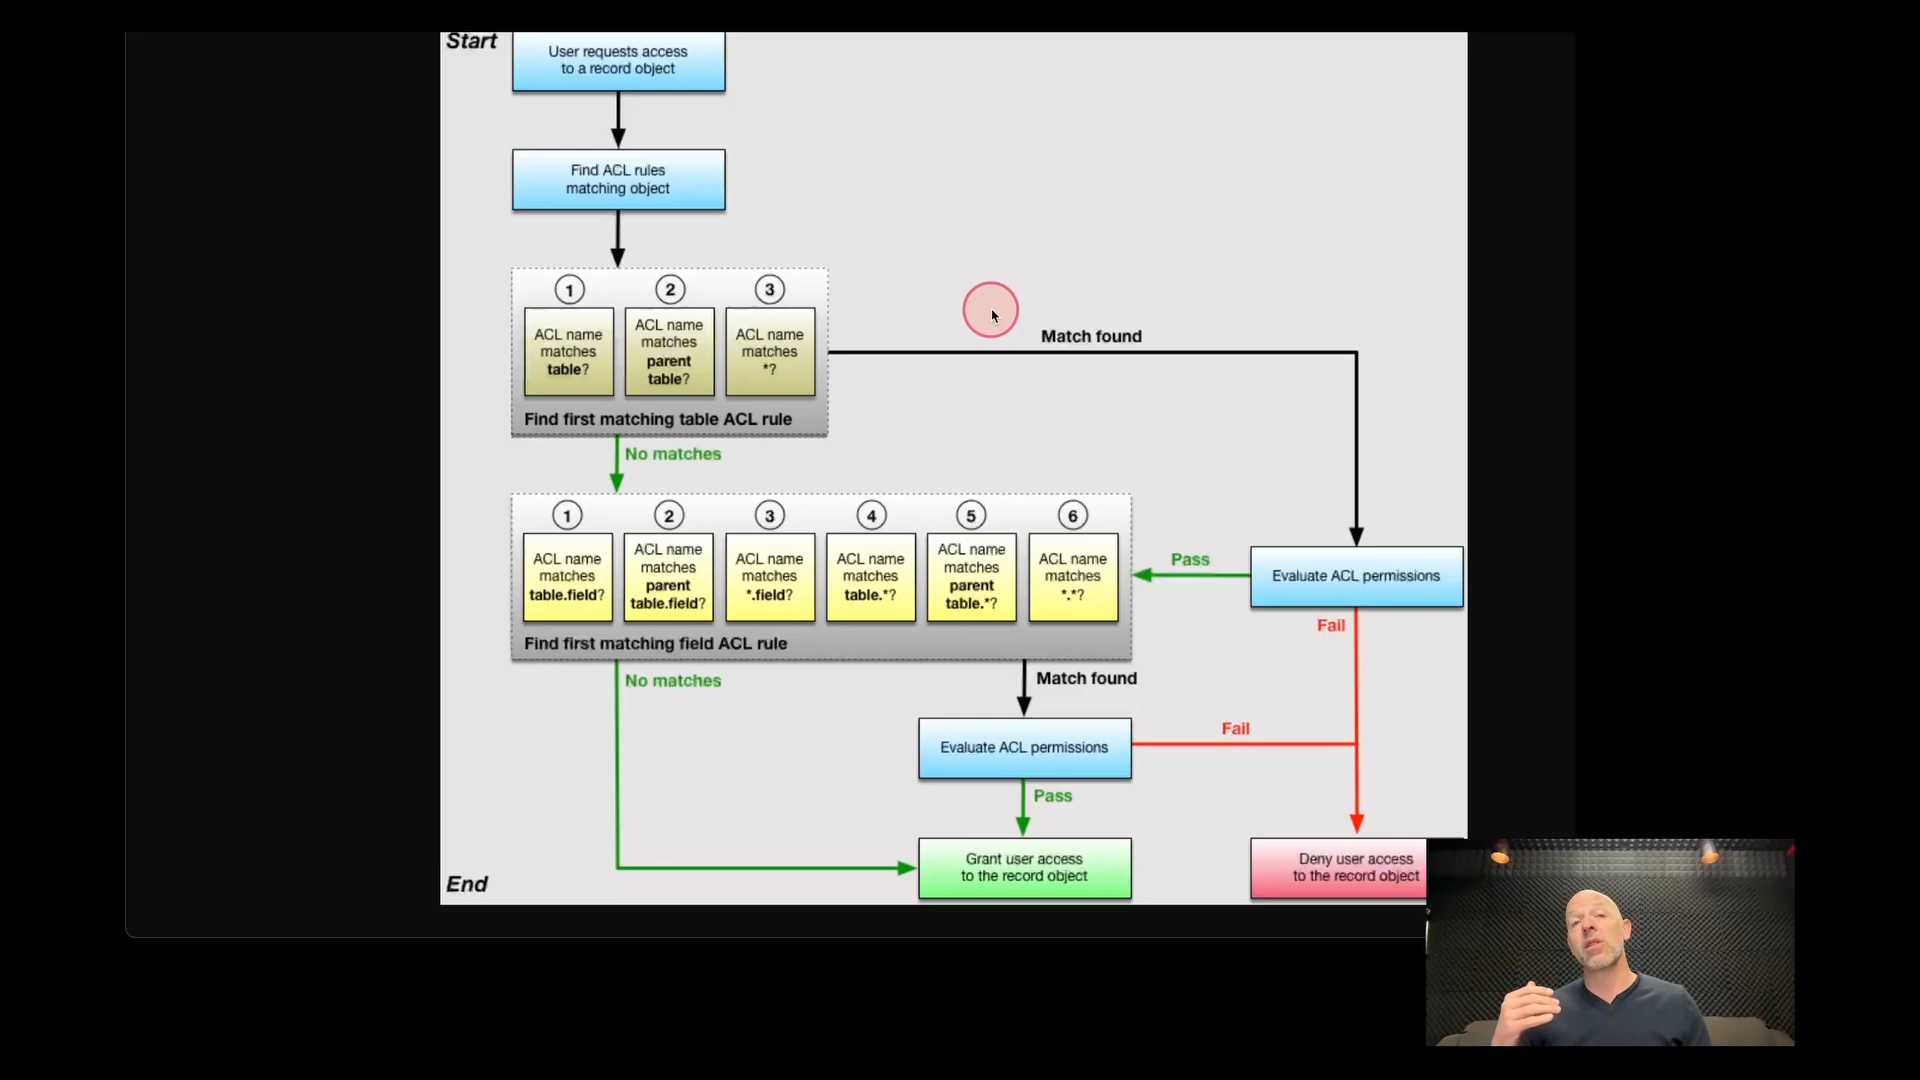 Start
User requests access
to a record object
Find ACL rules
matching object
1
2
3
ACL name
matches
table?
ACL name
matches
parent
table?
ACL name
matches
*?
Match found
Find first matching table ACL rule
No matches
1
2
3
4
5
6
ACL name
matches
table.field?
ACL name
matches
parent
table.field?
ACL name
matches
*.field?
ACL name
matches
table.*?
ACL name
matches
parent
table.*?
ACL name
matches
*.*?
Pass
Evaluate ACL permissions
Fail
Find first matching field ACL rule
No matches
Match found
Evaluate ACL permissions
Fail
Pass
Grant user access
to the record object
Deny user access
to the record object
End